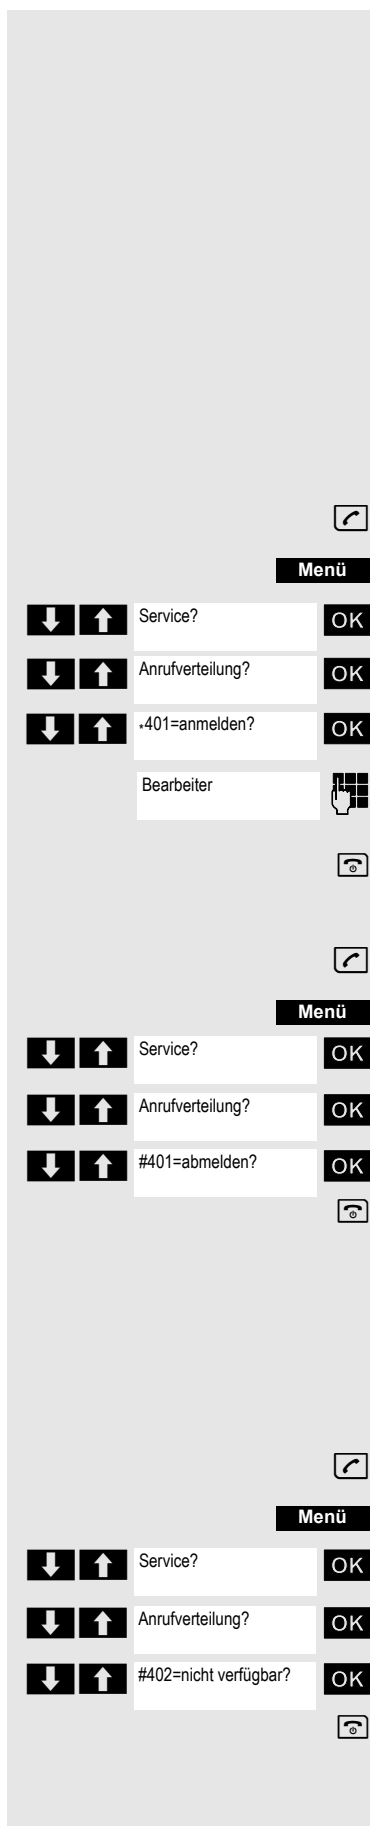 Menü
Service? OK
Anrufverteilung? OK
*401=anmelden? OK
Bearbeiter
Menü
Service? OK
Anrufverteilung? OK
#401=abmelden? OK
Menü
Service? OK
Anrufverteilung? OK
#402=nicht verfügbar? OK